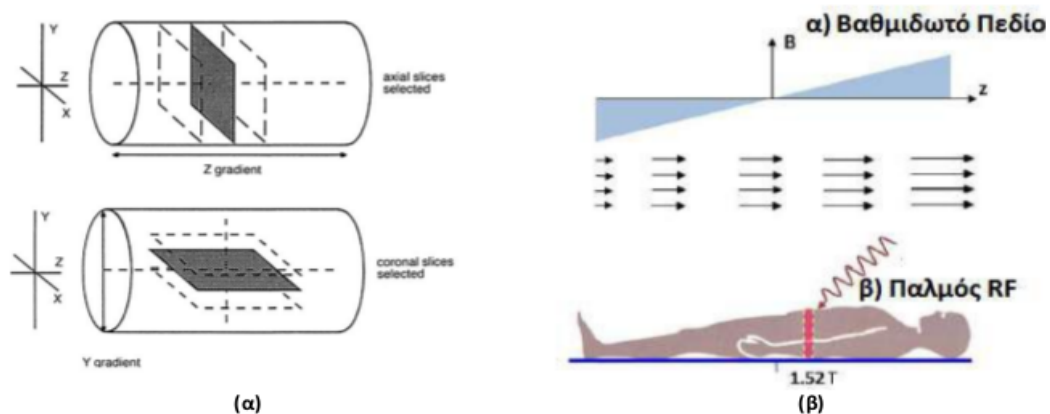 Y
Z
X
axial slices
selected
Z gradient
Y
Z
X
coronal slices
selected
Y gradient
(α)
α) Βαθμιδωτό Πεδίο
B
z
β) Παλμός RF
1.52 T
(β)